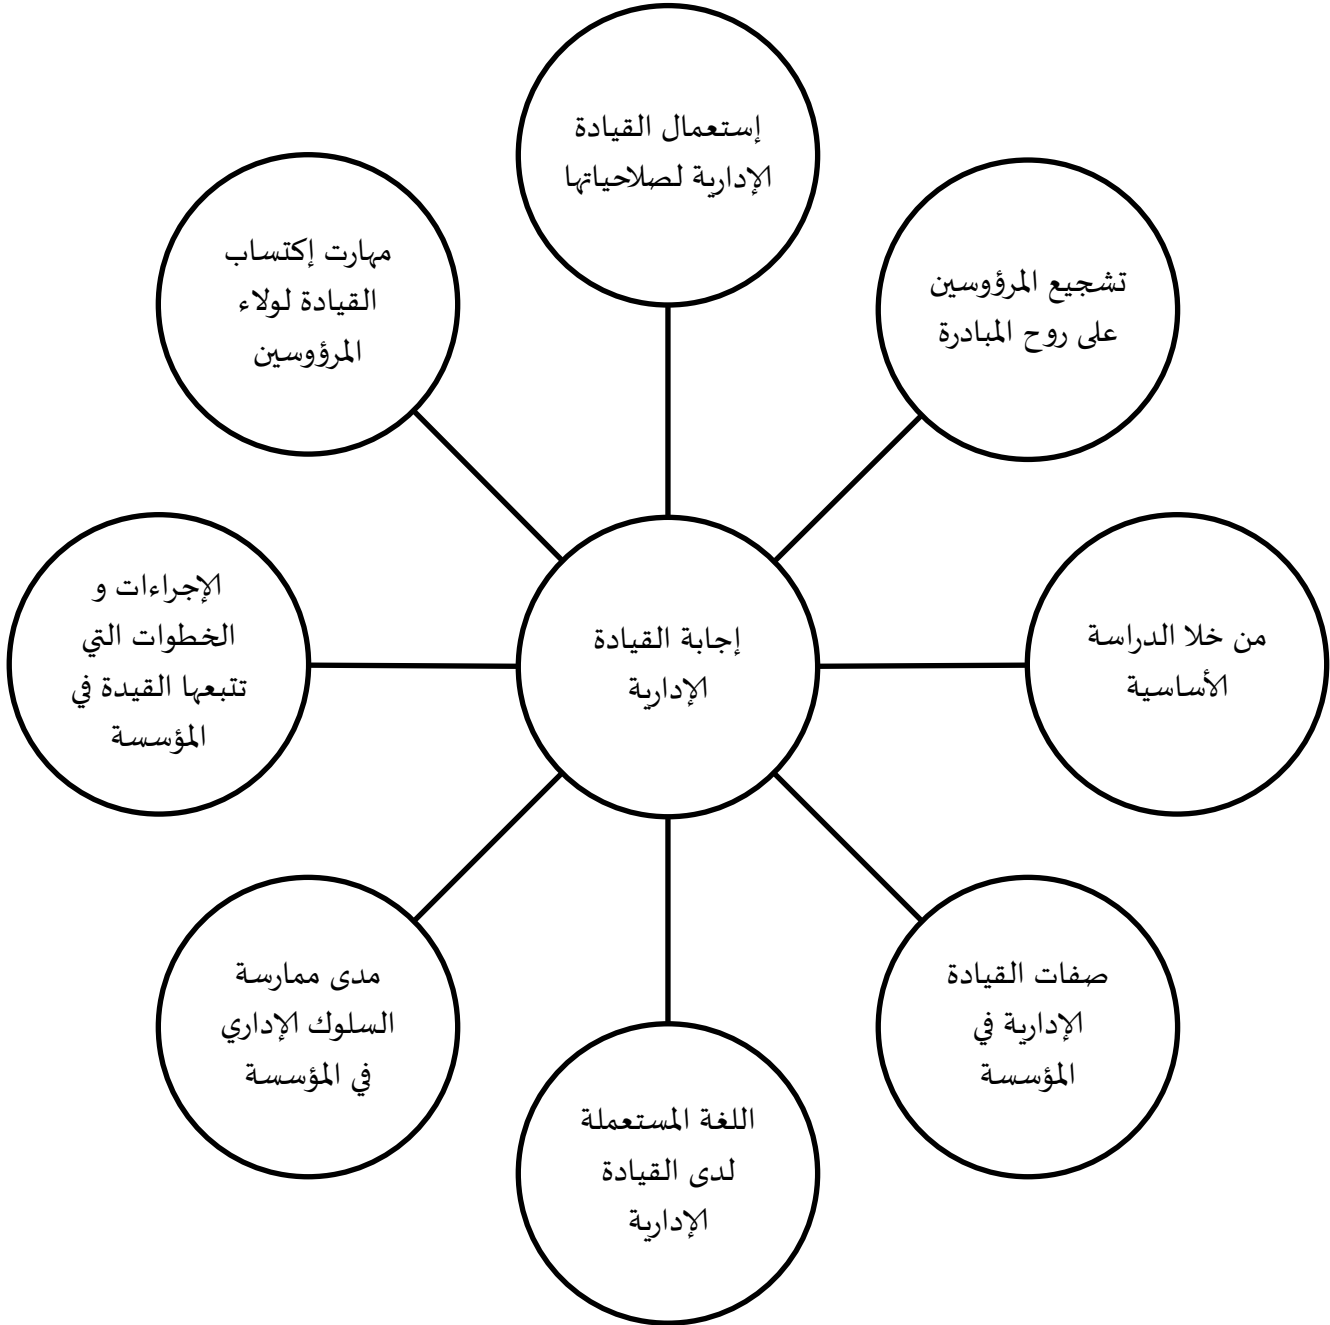 إستعمال القيادة
الإدارية لصلاحياتها
تشجيع المرؤوسين
على روح المبادرة
مهارت إكتساب
القيادة لولاء
المرؤوسين
من خلا الدراسة
الأساسية
إجابة القيادة
الإدارية
الإجراءات و
الخطوات التي
تتبعها القيدة في
المؤسسة
صفات القيادة
الإدارية في
المؤسسة
مدى ممارسة
السلوك الإداري
في المؤسسة
اللغة المستعملة
لدى القيادة
الإدارية